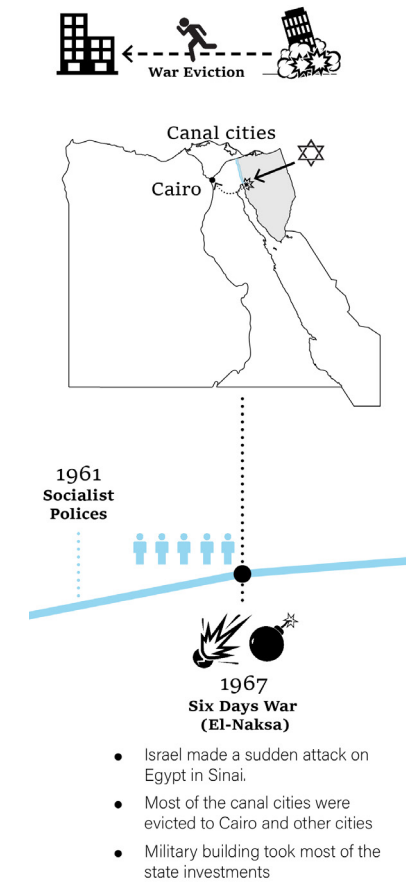 War Eviction
Canal cities
Cairo
1961
Socialist
Polices
1967
Six Days War
(El-Naksa)
● Israel made a sudden attack on
Egypt in Sinai.
● Most of the canal cities were
evicted to Cairo and other cities
● Military building took most of the
state investments